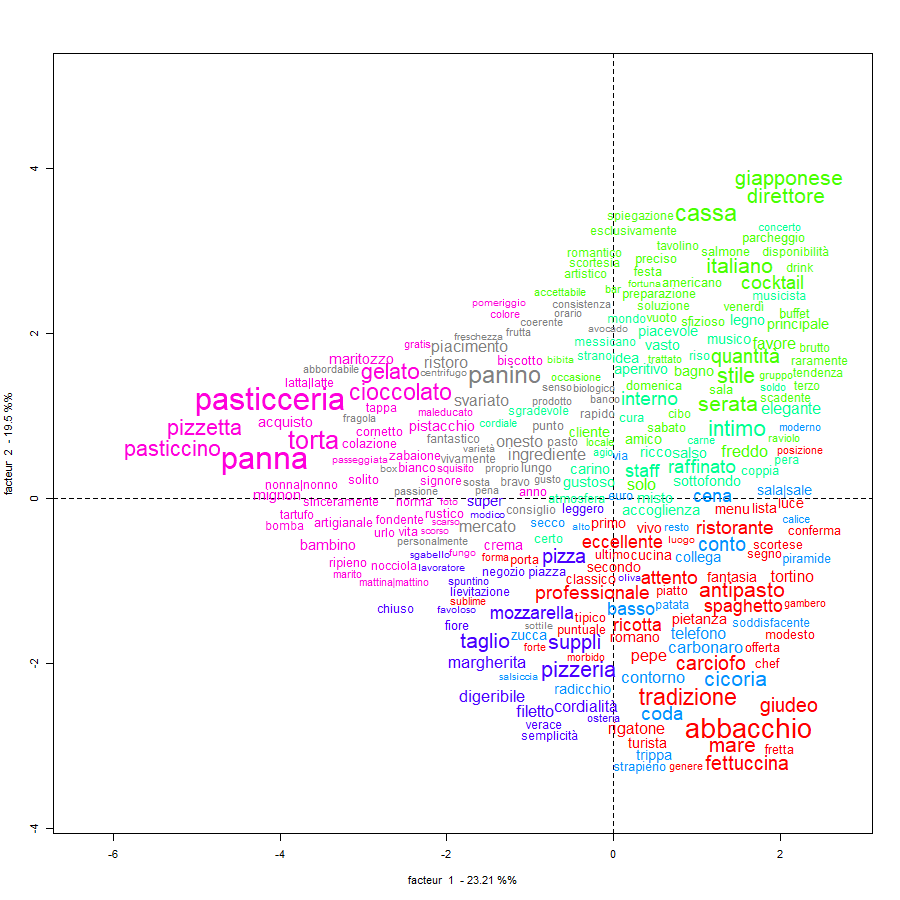 giapponese
direttore
4
spiegazione cassa
esclusivamente concerto
parcheggio
romantico tavolino salmone disponibilità
scortesia preciso
artistico festa italiano drink
fortuna americano cocktail
accettabile bar preparazione musicista
pomeriggio consistenza soluzione venerdì
colore orario mondo vuoto sfizioso legno buffet
coerente principale
2
frutta avocado piacevole musico
freschezza messicano vasto favore brutto
gratis piacimento strano idea trattato riso quantità raramente
maritozzo ristoro biscotto bibita
abbordabile gelato centrifugo panino occasione aperitivo bagno stile gruppo tendenza
latta|latte cioccolato senso biologico domenica sala soldo terzo
pasticceria svariato prodotto banco interno scadente
tappa maleducato sgradevole rapido serata elegante
fragola cibo
pizzetta acquisto pistacchio cordiale punto cura sabato intimo moderno
cornetto cliente
torta colazione fantastico onesto pasto locale amico carne raviolo
pasticcino varietà freddo posizione
panna passeggiata zabaione vivamente ingrediente aglio via ricco salso pera
box bianco squisito proprio lungo carino staff raffinato coppia
solito signore sosta bravo gusto gustoso solo sottofondo
nonna|nonno pena anno
mignon passione atmosfera euro misto cena sala|sale
0
sinceramente norma foto super luce
tartufo rustico modico consiglio leggero accoglienza menu lista
bomba artigianale fondente scarso mercato secco alto primo vivo resto ristorante calice
urlo vita scorso conferma
bambino personalmente crema certo eccellente luogo conto scortese
sgabello fungo forma porta pizza ultimo cucina collega segno piramide
ripieno nocciola lavoratore negozio piazza secondo
marito mattina|mattino spuntino classico oliva attento fantasia tortino
lievitazione professionale piatto antipasto
sublime
chiuso favoloso mozzarella basso patata spaghetto gambero
tipico pietanza soddisfacente
fiore sottile puntuale ricotta
taglio zucca supplì romano telefono modesto
forte carbonaro offerta
-2
margherita morbido pepe carciofo chef
salsiccia pizzeria contorno cicoria
radicchio
digeribile tradizione
filetto cordialità giudeo
osteria coda
verace rigatone abbacchio
semplicità turista mare fretta
trippa
strapieno genere fettuccina
-4
-6 -4 -2 0 2
facteur 1 - 23.21 %%
facteur 2 - 19.5 %%